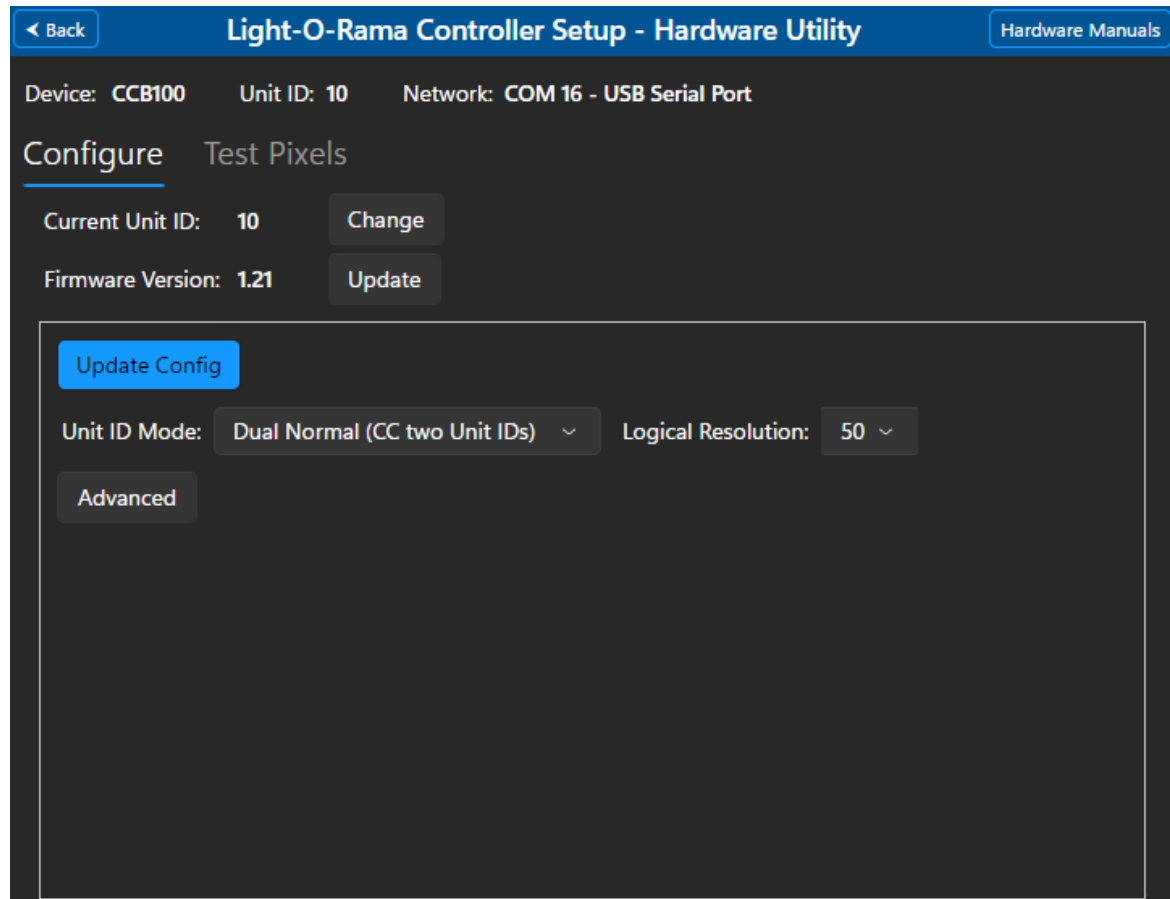 Back Light-O-Rama Controller Setup - Hardware Utility Hardware Manuals
Device: CCB100 Unit ID: 10 Network: COM 16 - USB Serial Port
Configure Test Pixels
Current Unit ID: 10 Change
Firmware Version: 1.21 Update
Update Config
Unit ID Mode: Dual Normal (CC two Unit IDs) Logical Resolution: 50
Advanced